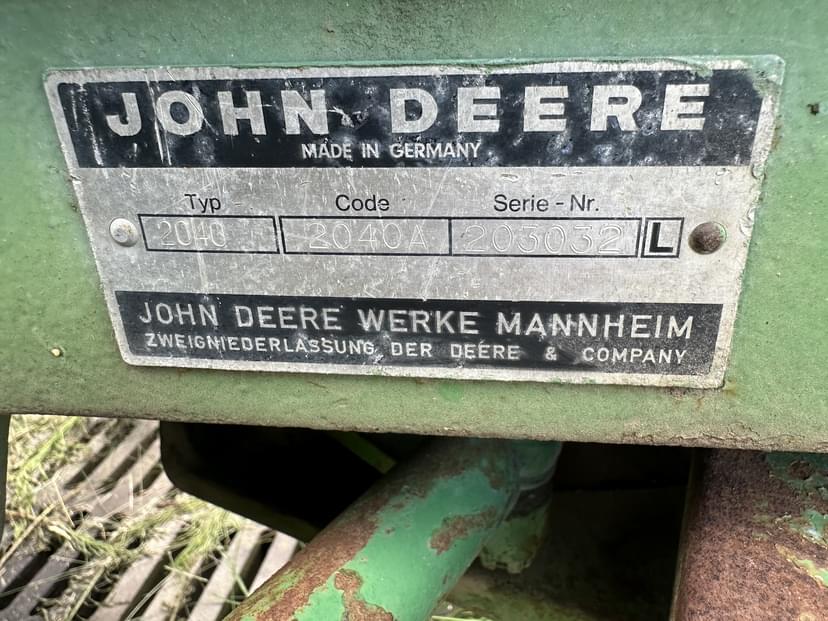 JOHN DEERE
MADE IN GERMANY
Typ Code Serie-Nr.
2040 2040A 203032 L
JOHN DEERE WERKE MANNHEIM
ZWEIGNIEDERLASSUNG DER DEERE & COMPANY